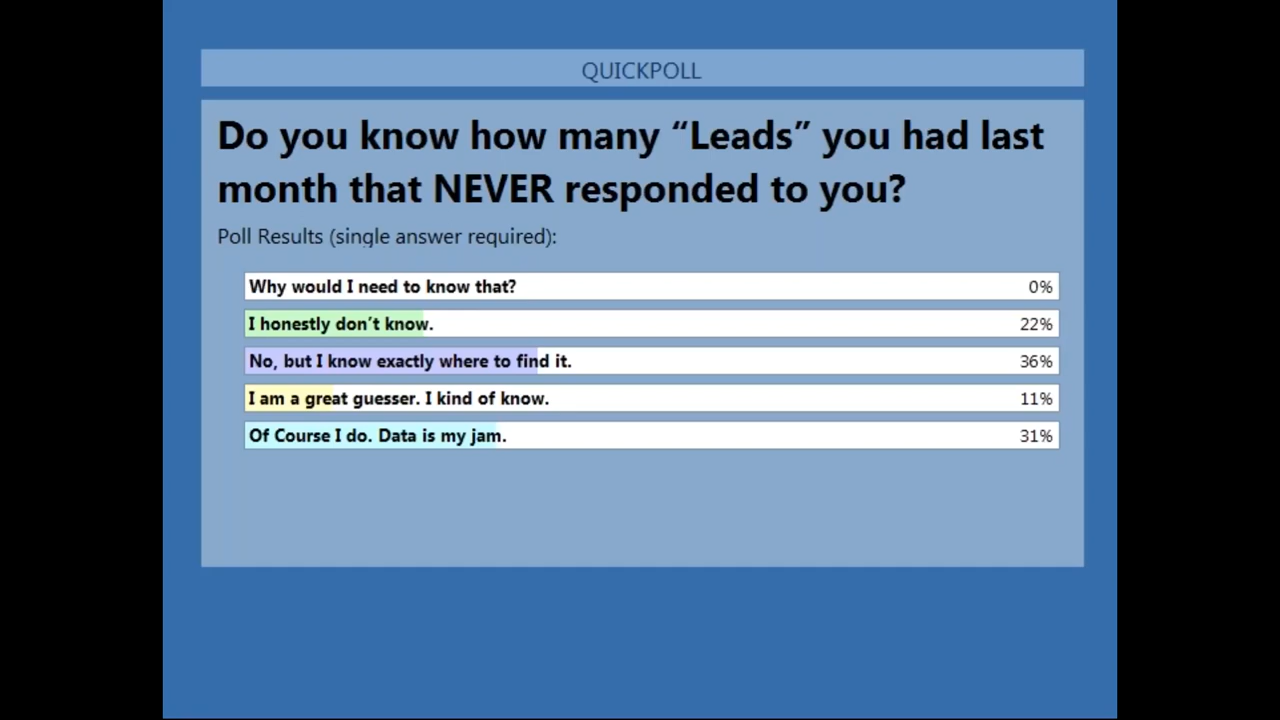 QUICKPOLL
Do you know how many “Leads” you had last
month that NEVER responded to you?
Poll Results (single answer required):
Why would I need to know that? 0%
I honestly don’t know. 22%
No, but I know exactly where to find it. 36%
I am a great guesser. I kind of know. 11%
Of Course I do. Data is my jam. 31%